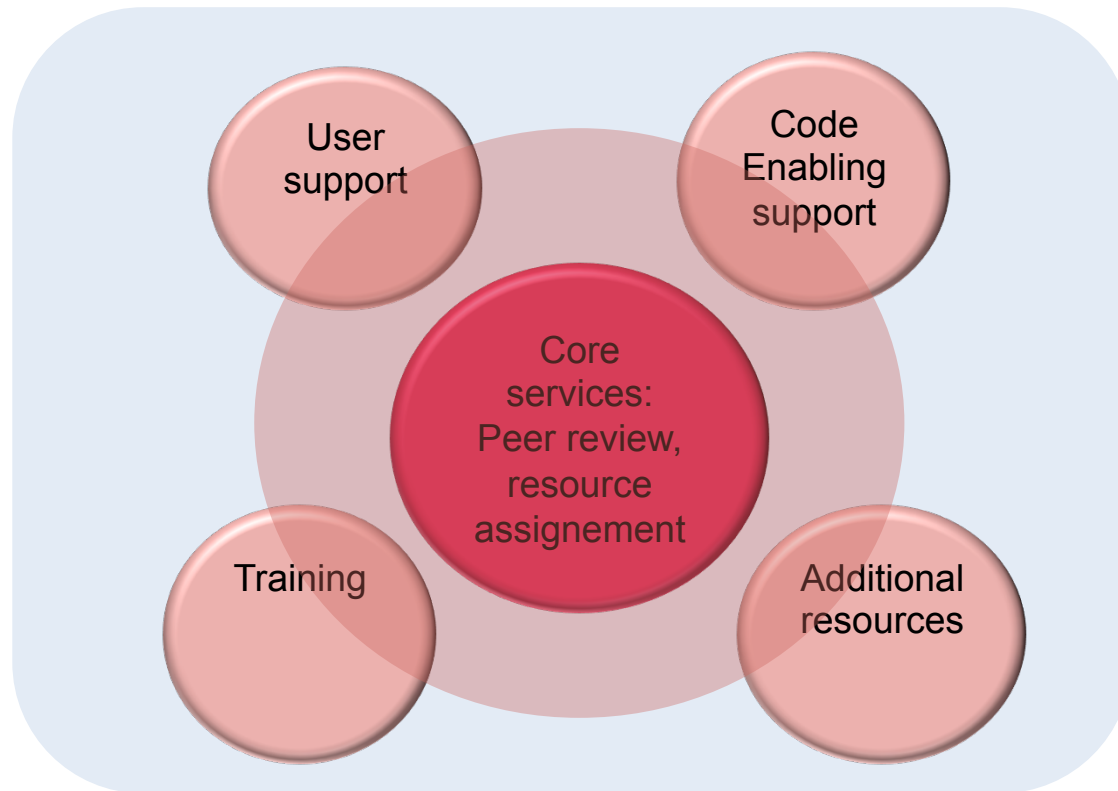 User
support
Code
Enabling
support
Core
services:
Peer review,
resource
assignement
Training
Additional
resources